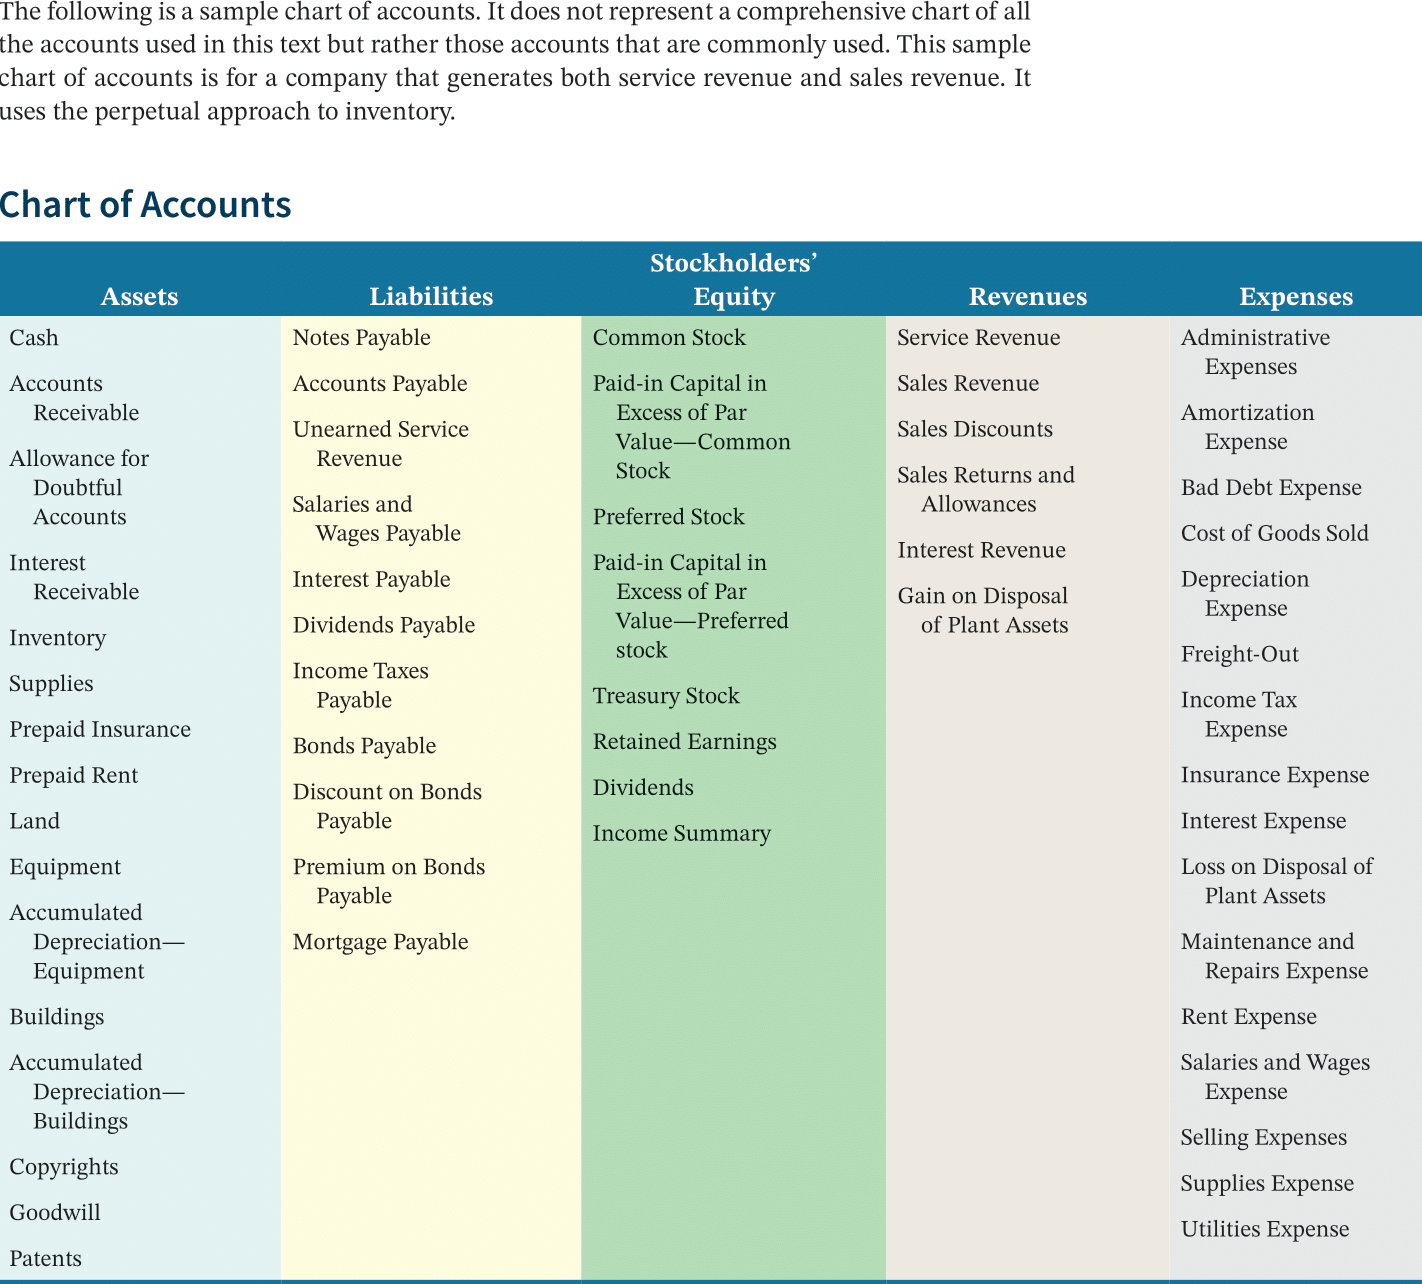 The following is a sample chart of accounts. It does not represent a comprehensive chart of all
the accounts used in this text but rather those accounts that are commonly used. This sample
chart of accounts is for a company that generates both service revenue and sales revenue. It
uses the perpetual approach to inventory.
Chart of Accounts
Assets
Cash
Accounts
Receivable
Allowance for
Doubtful
Accounts
Interest
Receivable
Inventory
Supplies
Prepaid Insurance
Prepaid Rent
Land
Equipment
Accumulated
Depreciation—
Equipment
Buildings
Accumulated
Depreciation—
Buildings
Copyrights
Goodwill
Patents
Liabilities
Notes Payable
Accounts Payable
Unearned Service
Revenue
Salaries and
Wages Payable
Interest Payable
Dividends Payable
Income Taxes
Payable
Bonds Payable
Discount on Bonds
Payable
Premium on Bonds
Payable
Mortgage Payable
Stockholders’
Equity
Common Stock
Paid-in Capital in
Excess of Par
Value—Common
Stock
Preferred Stock
Paid-in Capital in
Excess of Par
Value—Preferred
stock
Treasury Stock
Retained Earnings
Dividends
Income Summary
Revenues
Service Revenue
Sales Revenue
Sales Discounts
Sales Returns and
Allowances
Interest Revenue
Gain on Disposal
of Plant Assets
Expenses
Administrative
Expenses
Amortization
Expense
Bad Debt Expense
Cost of Goods Sold
Depreciation
Expense
Freight-Out
Income Tax
Expense
Insurance Expense
Interest Expense
Loss on Disposal of
Plant Assets
Maintenance and
Repairs Expense
Rent Expense
Salaries and Wages
Expense
Selling Expenses
Supplies Expense
Utilities Expense